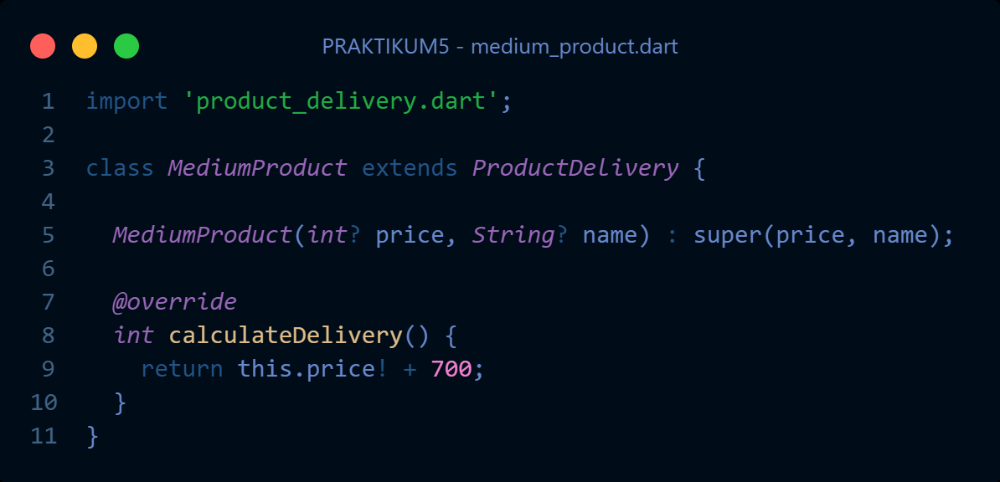 PRAKTIKUM5 - medium_product.dart
1 import 'product_delivery.dart';
2
3 class MediumProduct extends ProductDelivery {
4
5   MediumProduct(int? price, String? name) : super(price, name);
6
7   @override
8   int calculateDelivery() {
9     return this.price! + 700;
10   }
11 }